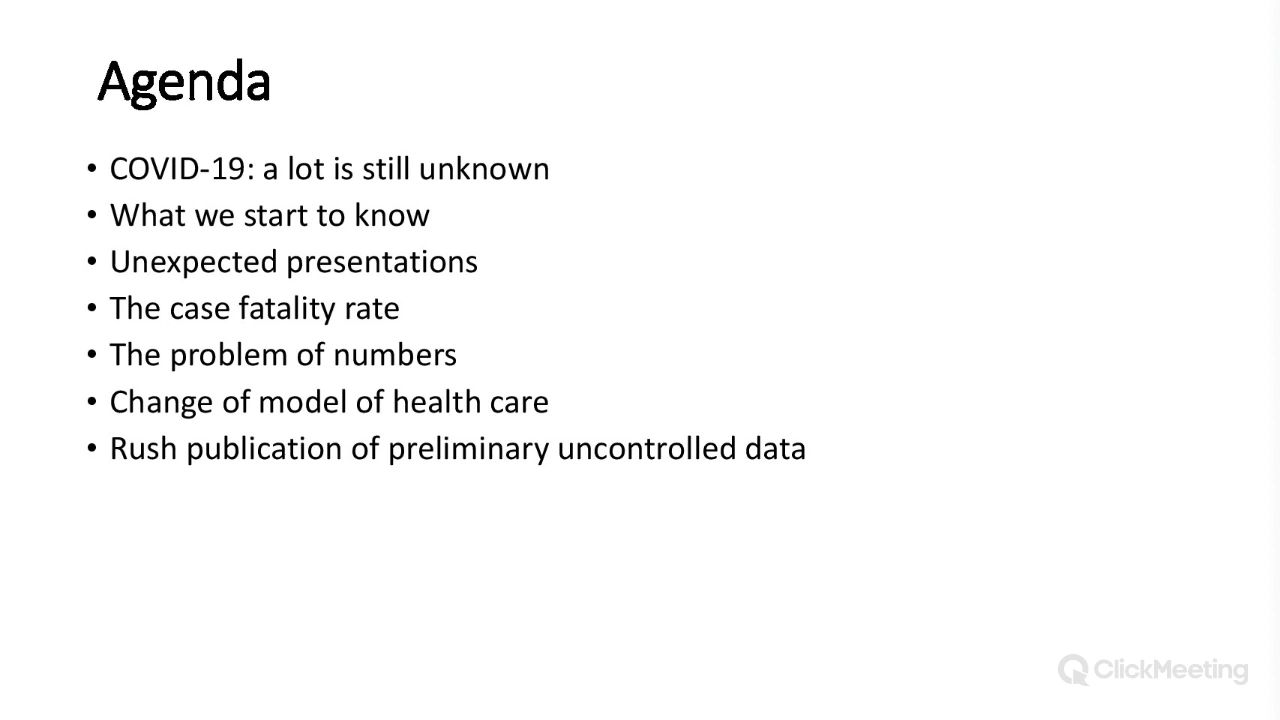 Agenda
• COVID-19: a lot is still unknown
• What we start to know
• Unexpected presentations
• The case fatality rate
• The problem of numbers
• Change of model of health care
• Rush publication of preliminary uncontrolled data
ClickMeeting